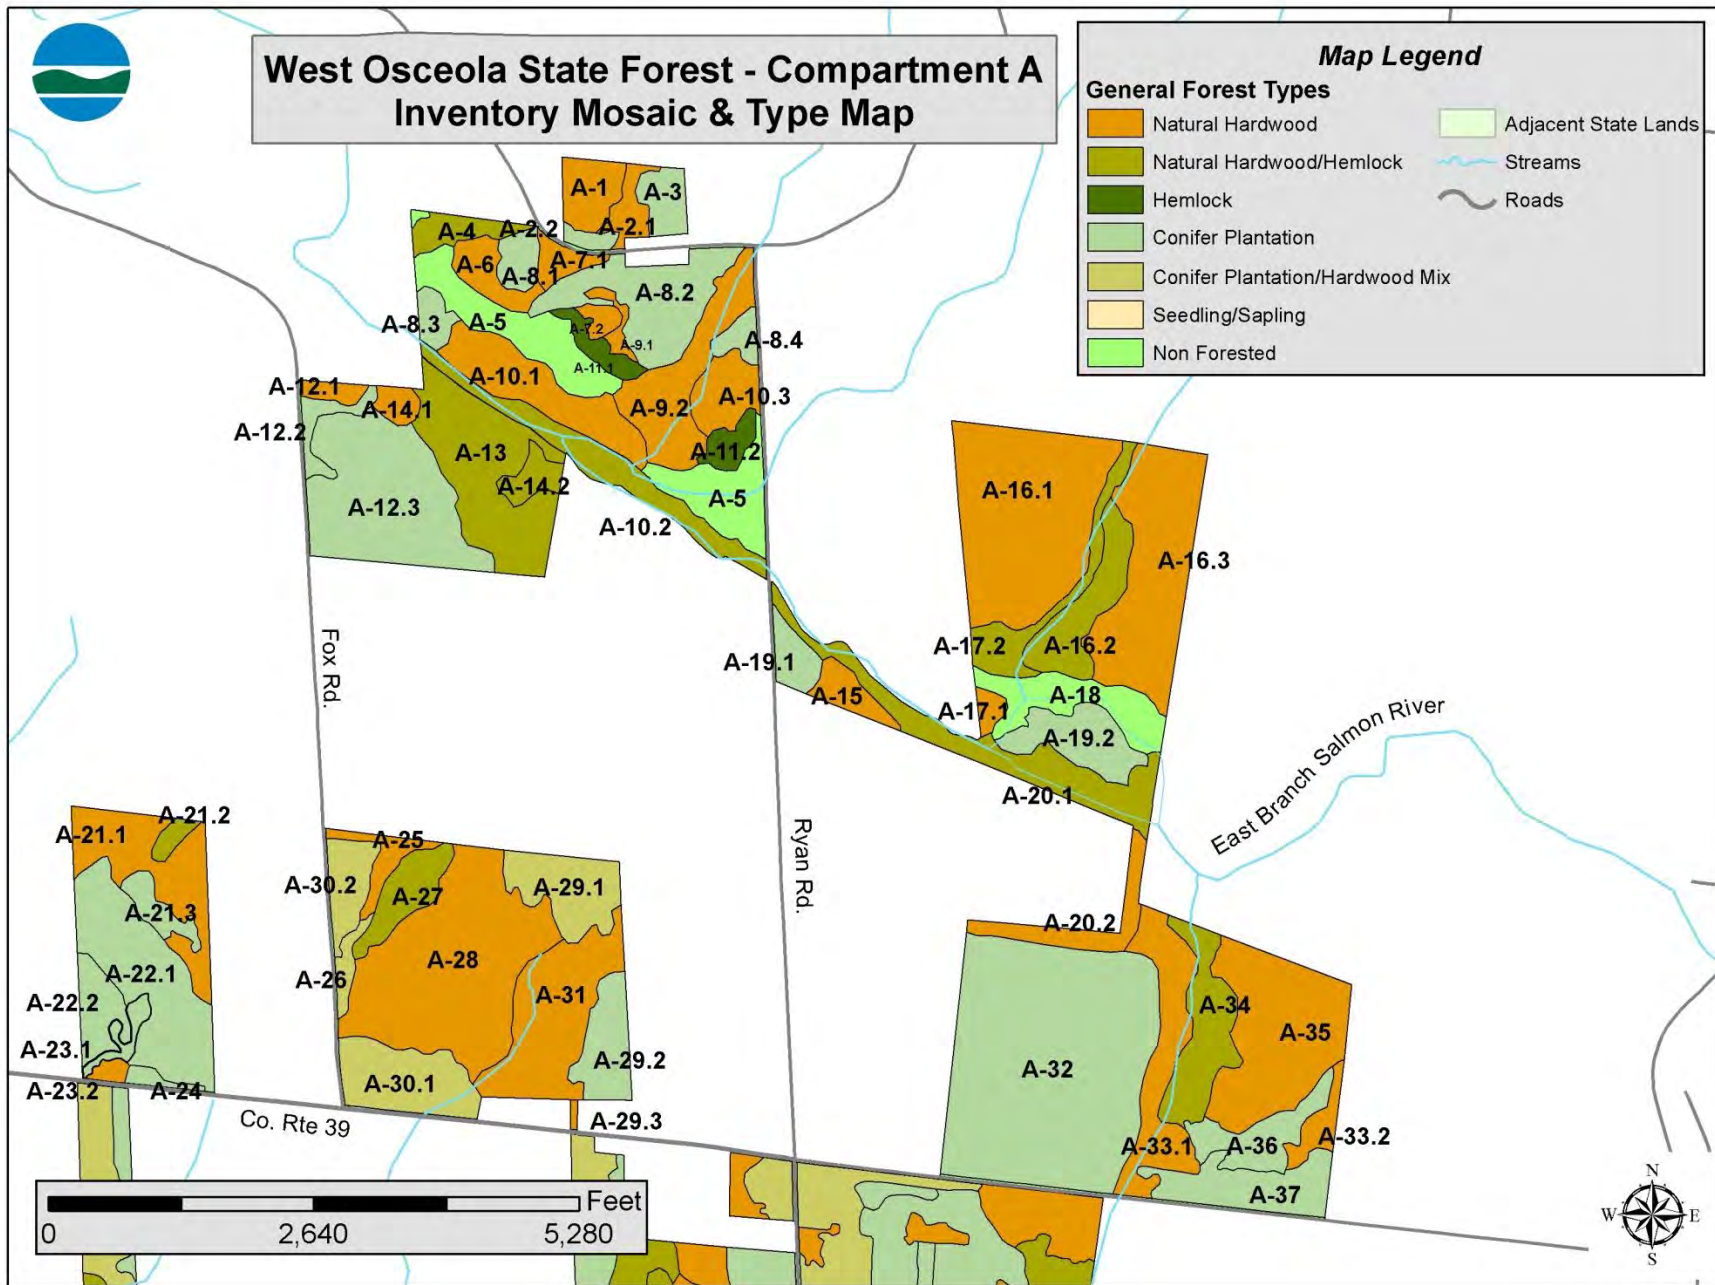 West Osceola State Forest - Compartment A
Inventory Mosaic & Type Map
Map Legend
General Forest Types
Natural Hardwood
Natural Hardwood/Hemlock
Hemlock
Conifer Plantation
Conifer Plantation/Hardwood Mix
Seedling/Sapling
Non Forested
Adjacent State Lands
Streams
Roads
A-1
A-3
A-2.1
A-4
A-2.2
A-6
A-8.1
A-7.1
A-8.2
A-8.3
A-5
A-7.2
A-9.1
A-8.4
A-11.1
A-10.1
A-12.1
A-14.1
A-9.2
A-10.3
A-12.2
A-13
A-11.2
A-14.2
A-5
A-12.3
A-10.2
A-16.1
A-16.3
A-17.2
A-16.2
A-19.1
A-15
A-18
A-17.1
A-19.2
A-20.1
Fox Rd.
Ryan Rd.
East Branch Salmon River
A-21.2
A-21.1
A-25
A-30.2
A-27
A-29.1
A-21.3
A-20.2
A-28
A-22.1
A-26
A-31
A-22.2
A-34
A-35
A-23.1
A-29.2
A-32
A-30.1
A-23.2
A-24
Co. Rte 39
A-29.3
A-33.1
A-36
A-33.2
A-37
Feet
0
2,640
5,280
N
W
E
S